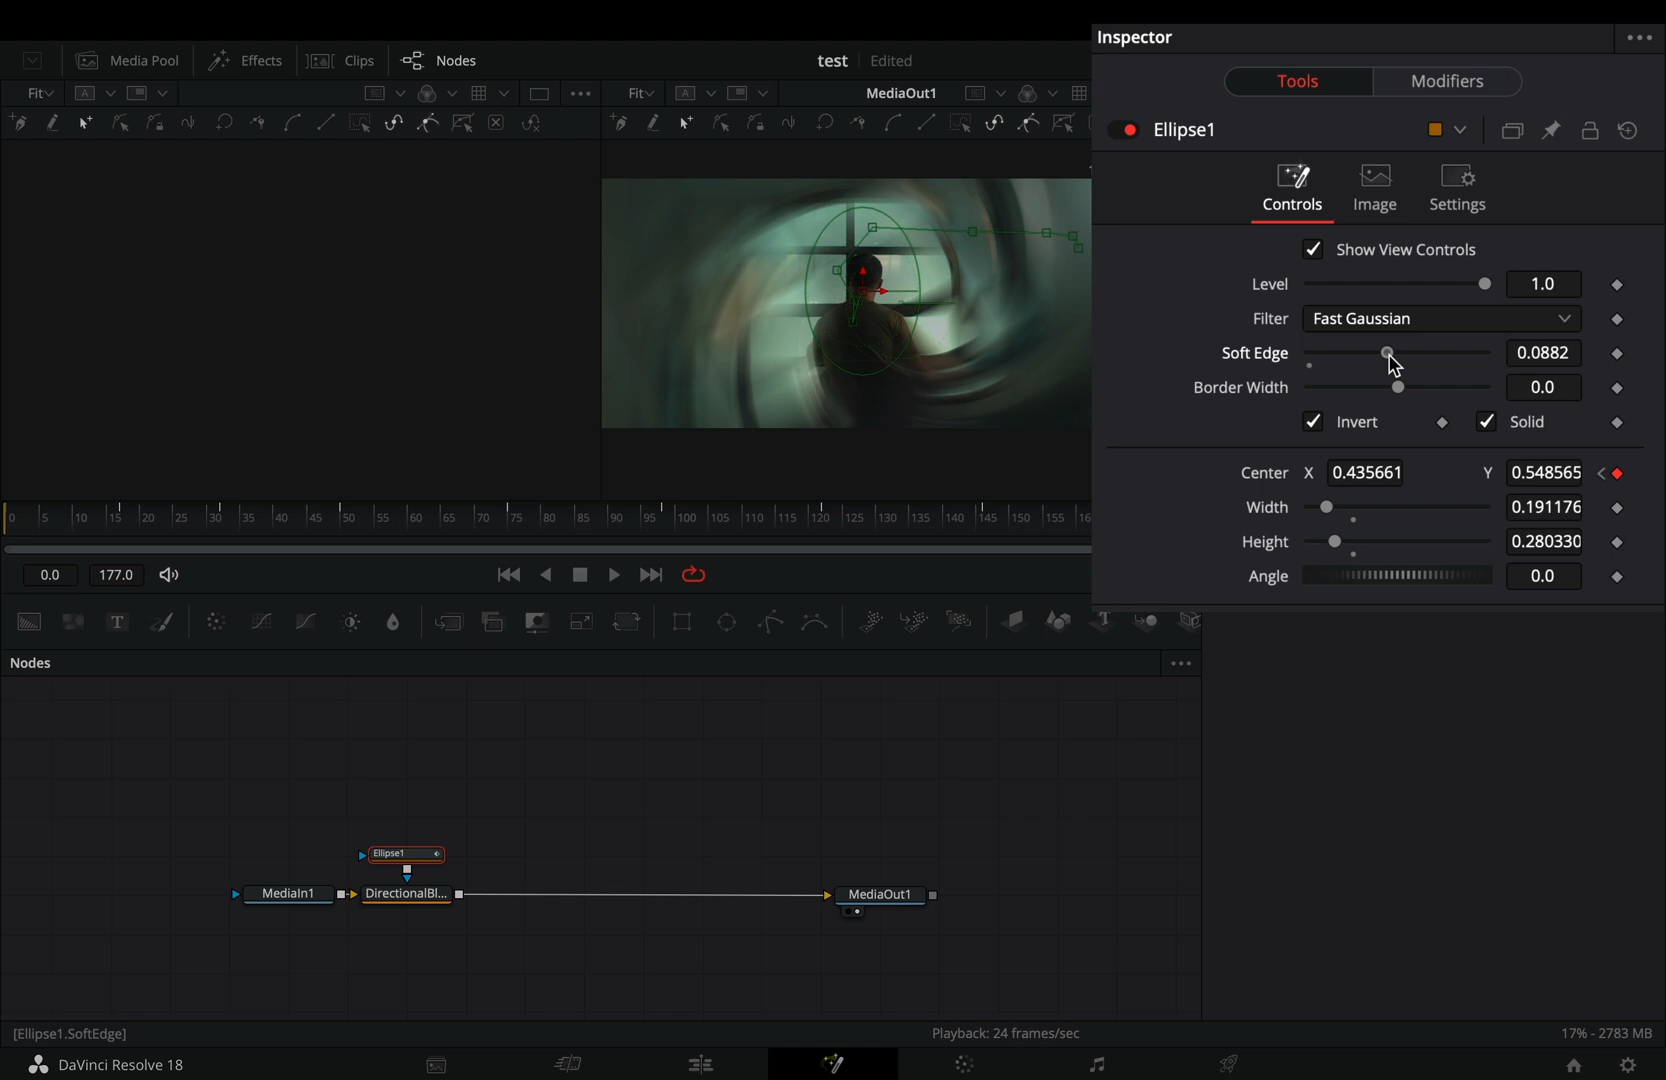 Inspector
Media Pool
Effects
Clips
Nodes
test
Edited
Tools
Modifiers
Fit
A
Fit
A
MediaOut1
Ellipse1
Controls
Image
Settings
Show View Controls
Level 1.0
Filter Fast Gaussian
Soft Edge 0.0882
Border Width 0.0
Invert Solid
Center X 0.435661 Y 0.548565
Width 0.191176
Height 0.280330
Angle 0.0
0 5 10 15 20 25 30 35 40 45 50 55 60 65 70 75 80 85 90 95 100 105 110 115 120 125 130 135 140 145 150 155 16
0.0 177.0
T
T
Nodes
Ellipse1
MediaIn1
DirectionalBl...
MediaOut1
[Ellipse1.SoftEdge]
Playback: 24 frames/sec
17% - 2783 MB
DaVinci Resolve 18